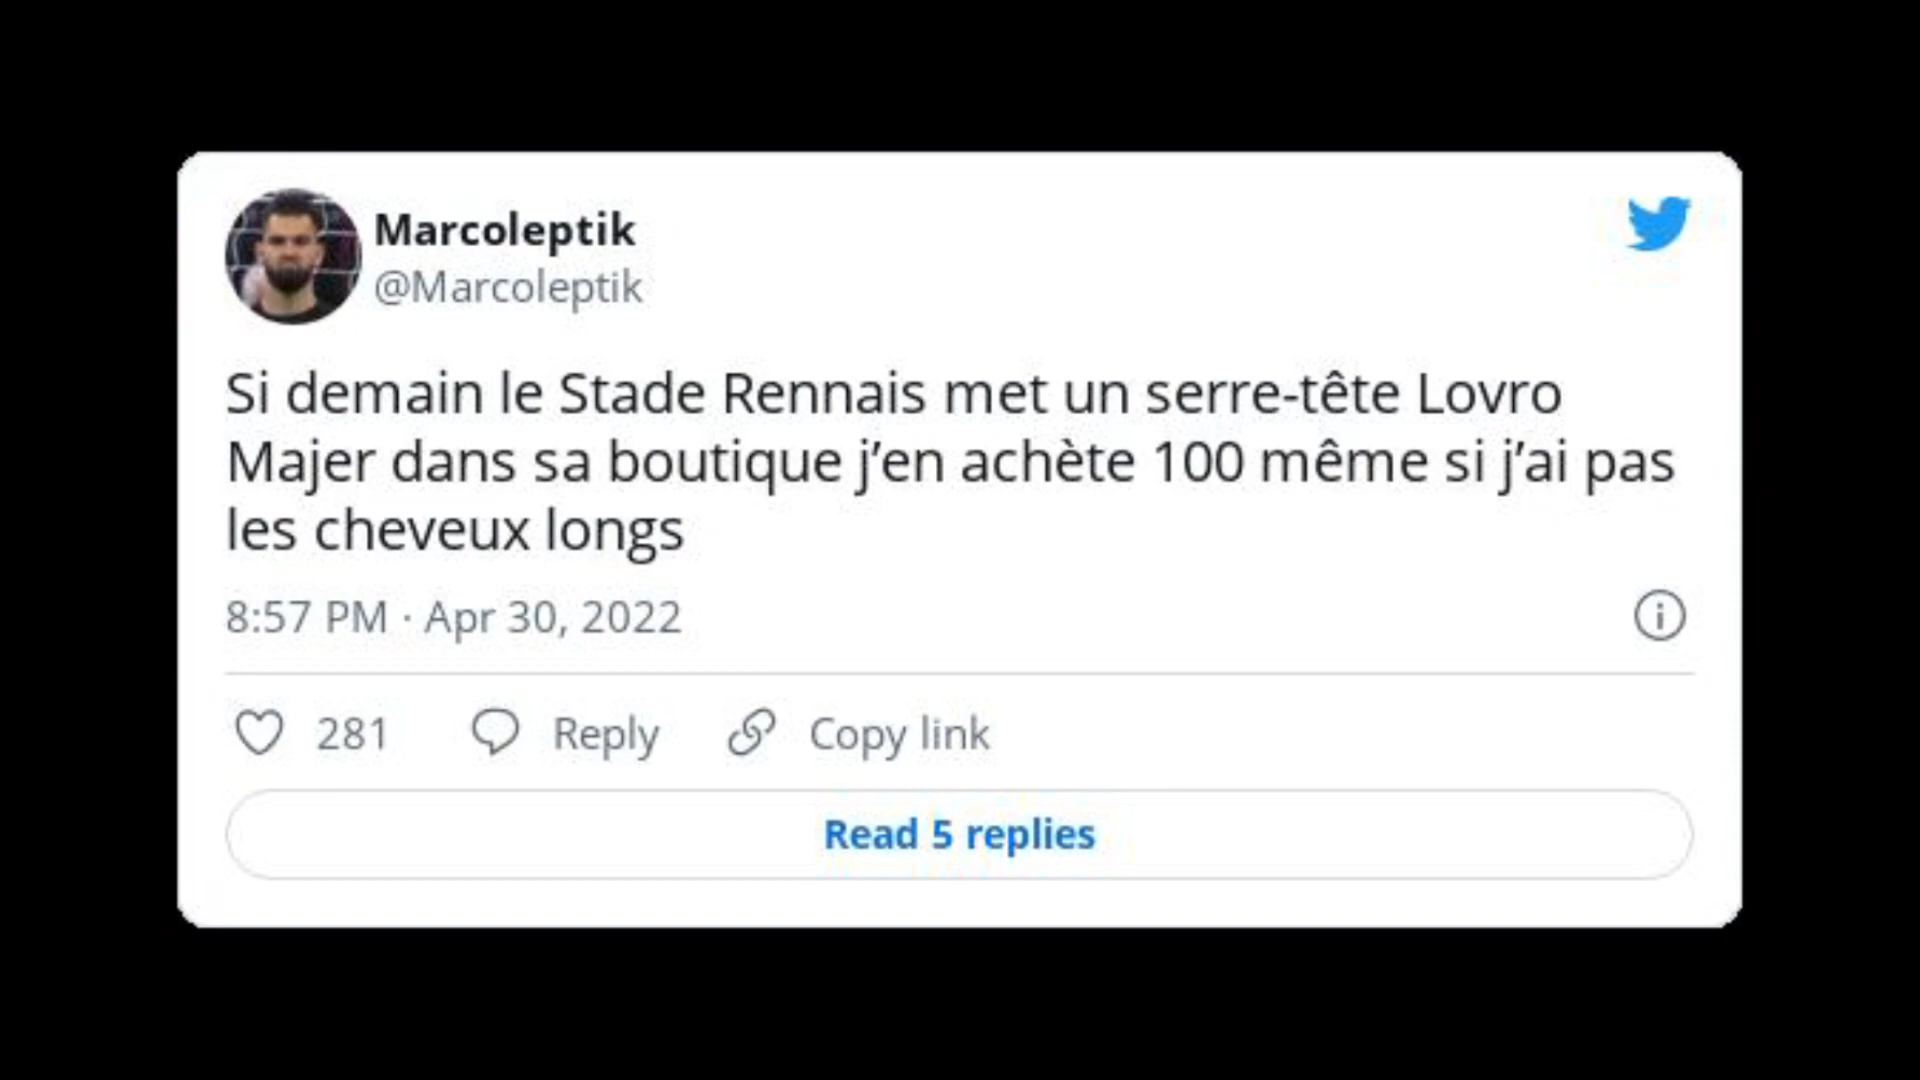 Marcoleptik
@Marcoleptik
Si demain le Stade Rennais met un serre-tête Lovro
Majer dans sa boutique j’en achète 100 même si j’ai pas
les cheveux longs
8:57 PM · Apr 30, 2022
281 Reply Copy link
Read 5 replies